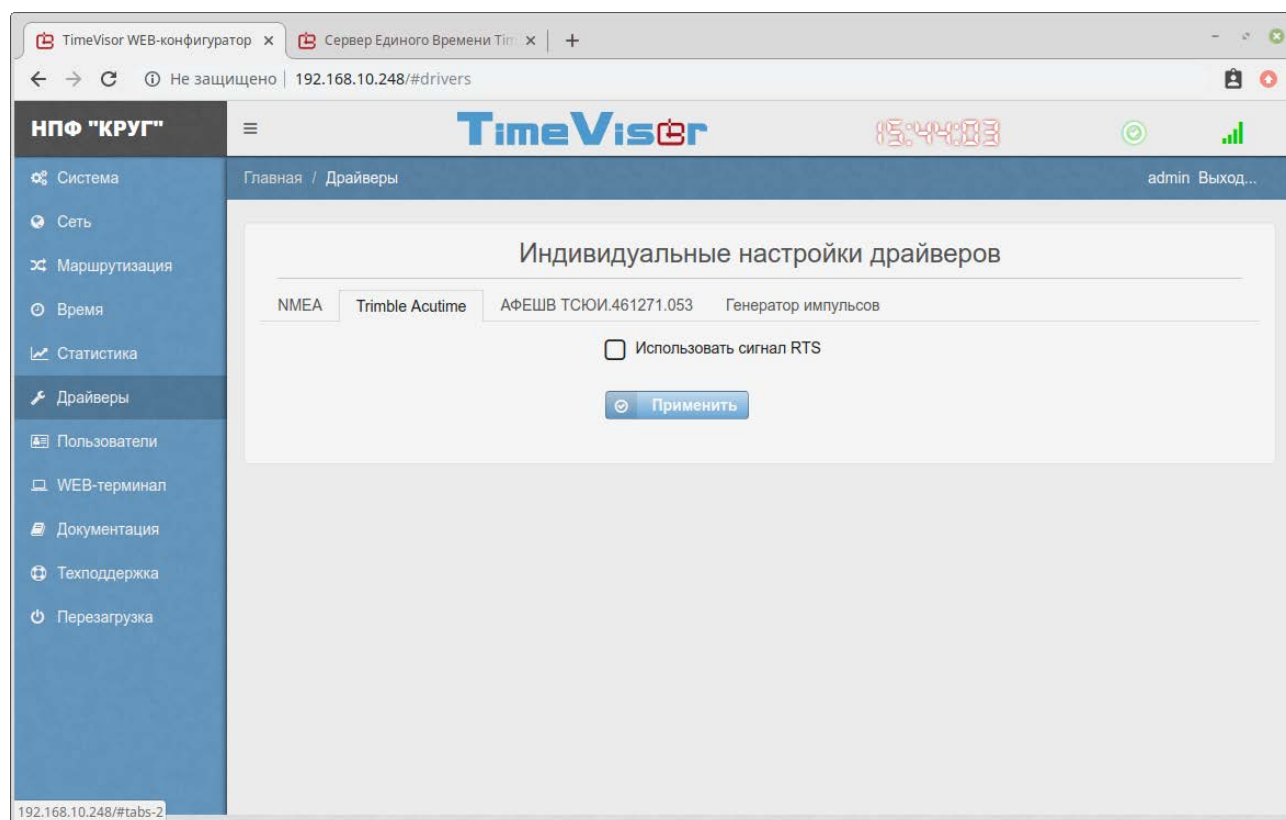 TimeVisor WEB-конфигуратор
Сервер Единого Времени Tim
Не защищено | 192.168.10.248/#drivers
НПФ "КРУГ"
TimeVisor
15:44:03
Главная / Драйверы
admin Выход...
Система
Сеть
Маршрутизация
Время
Статистика
Драйверы
Пользователи
WEB-терминал
Документация
Техподдержка
Перезагрузка
Индивидуальные настройки драйверов
NMEA Trimble Acutime АФЕШВ ТСЮИ.461271.053 Генератор импульсов
Использовать сигнал RTS
Применить
192.168.10.248/#tabs-2